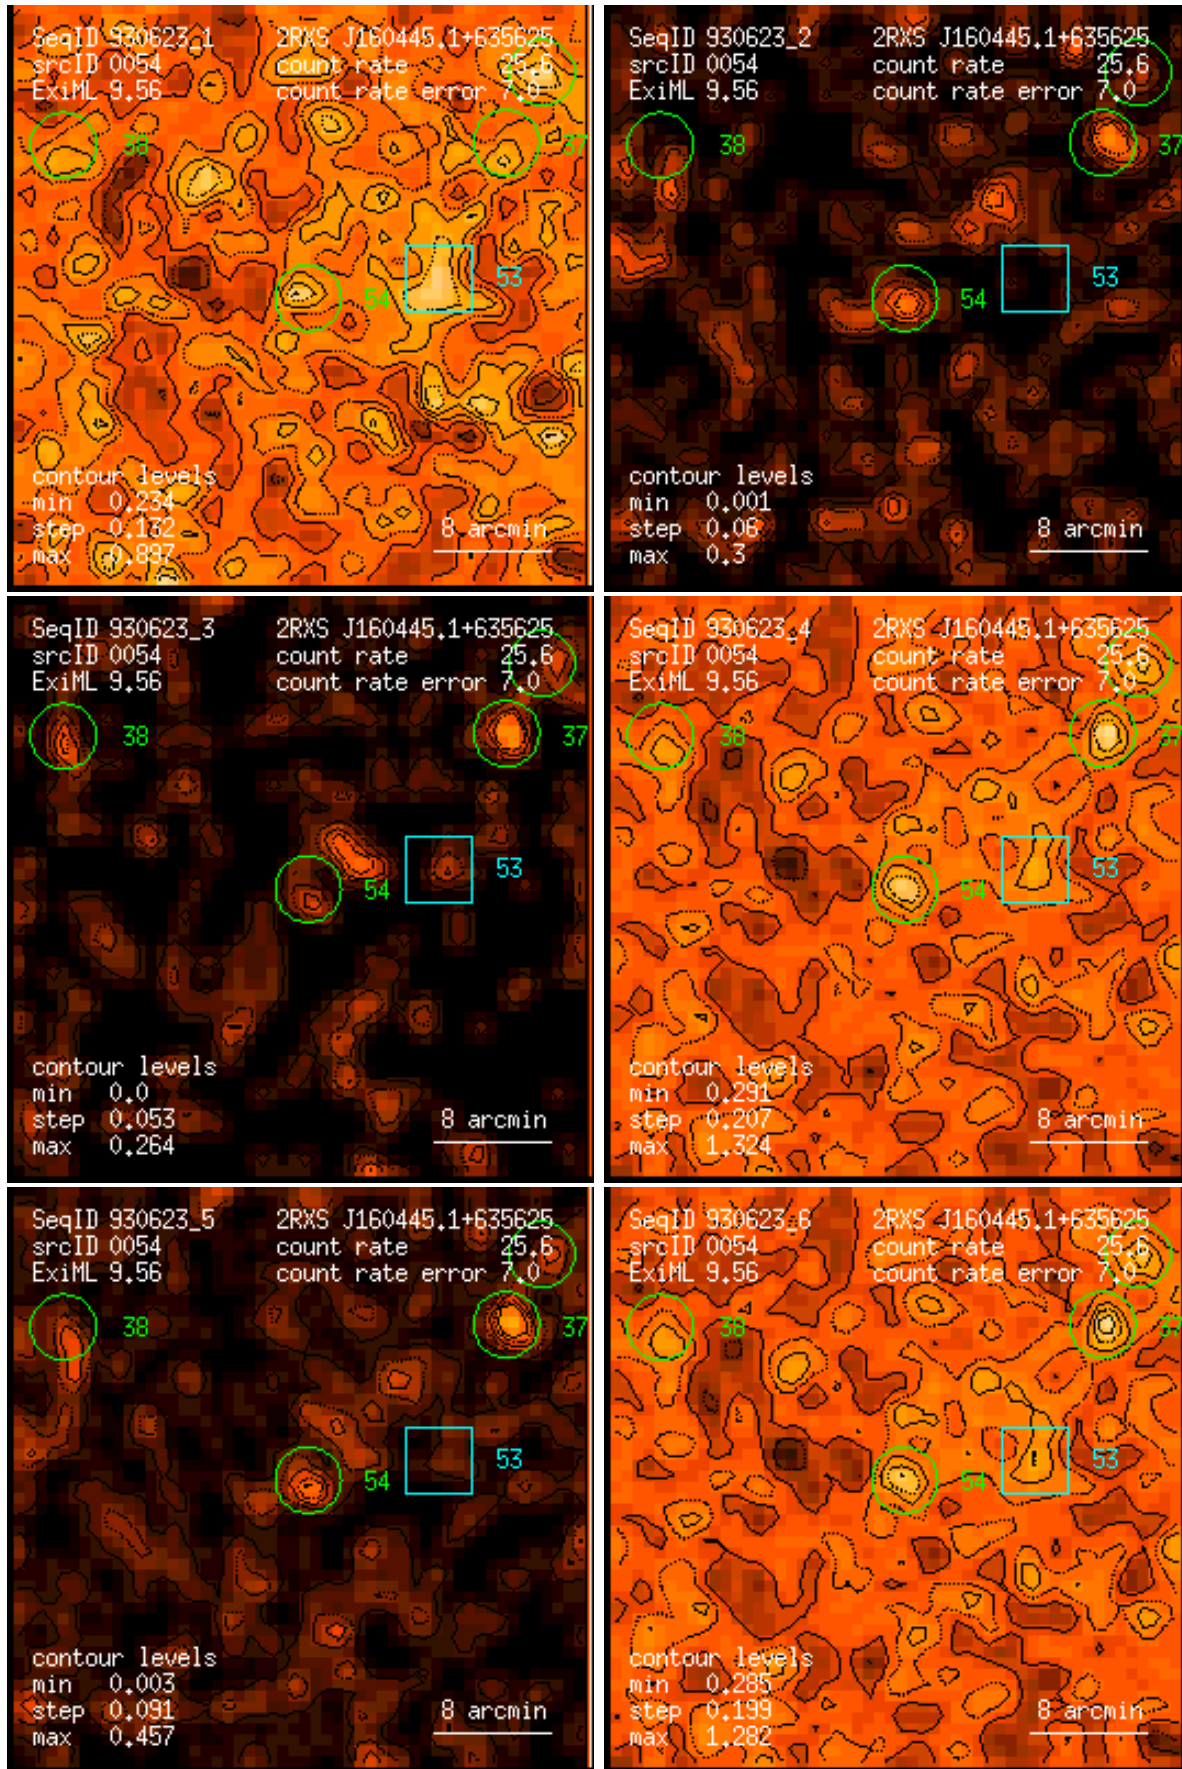 SeqID 930623_1 2RXS J160445.1+635625
srcID 0054 count rate 25.6
ExiML 9.56 count rate error 7.0
38 37
53
54
contour levels
min 0.234
step 0.132 8 arcmin
max 0.897
SeqID 930623_2 2RXS J160445.1+635625
srcID 0054 count rate 25.6
ExiML 9.56 count rate error 7.0
38 37
53
54
contour levels
min 0.001
step 0.06 8 arcmin
max 0.3
SeqID 930623_3 2RXS J160445.1+635625
srcID 0054 count rate 25.6
ExiML 9.56 count rate error 7.0
38 37
53
54
contour levels
min 0.0
step 0.053 8 arcmin
max 0.264
SeqID 930623_4 2RXS J160445.1+635625
srcID 0054 count rate 25.6
ExiML 9.56 count rate error 7.0
38 37
53
54
contour levels
min 0.291
step 0.207 8 arcmin
max 1.324
SeqID 930623_5 2RXS J160445.1+635625
srcID 0054 count rate 25.6
ExiML 9.56 count rate error 7.0
38 37
53
54
contour levels
min 0.003
step 0.091 8 arcmin
max 0.457
SeqID 930623_6 2RXS J160445.1+635625
srcID 0054 count rate 25.6
ExiML 9.56 count rate error 7.0
38 37
53
54
contour levels
min 0.285
step 0.199 8 arcmin
max 1.282